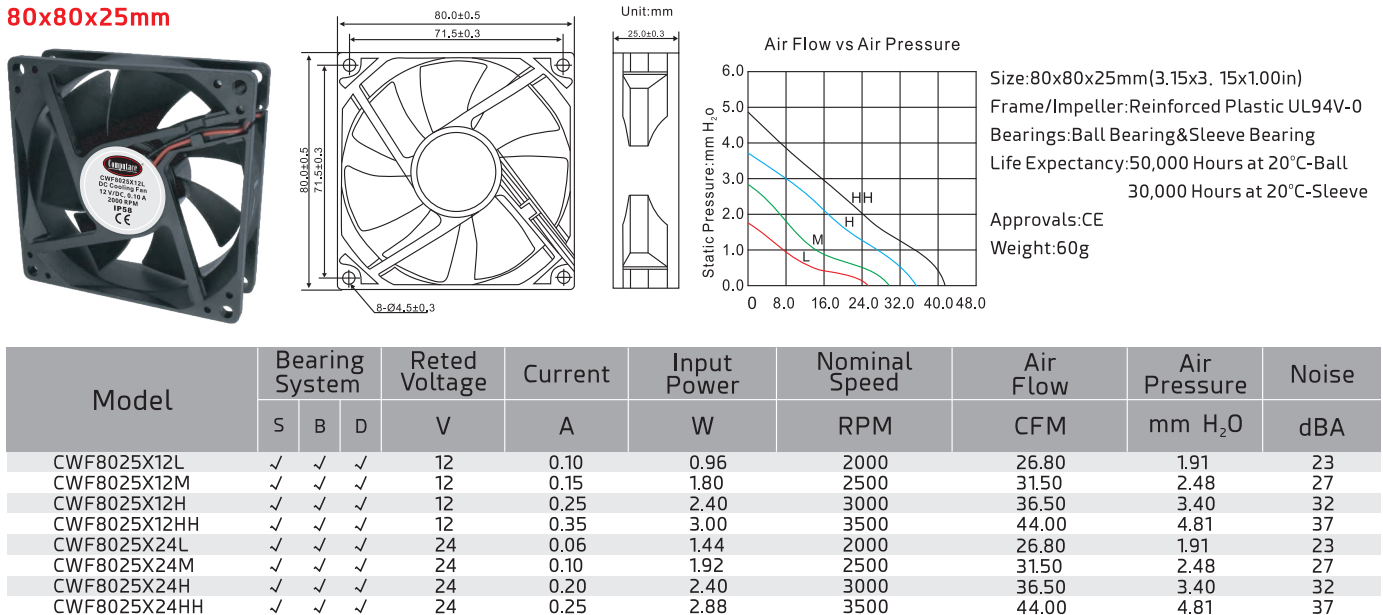 80x80x25mm
Computare
CWF8025X12L
DC Cooling Fan
12 V/DC, 0.10 A
2000 RPM
IP58
CE
80.0±0.5
71.5±0.3
80.0±0.5
71.5±0.3
8-Ø4.5±0.3
Unit:mm
25.0±0.3
Air Flow vs Air Pressure
Static Pressure:mm H₂O
6.0
5.0
4.0
3.0
2.0
1.0
0.0
HH
H
M
L
0 8.0 16.0 24.0 32.0 40.0 48.0
Size:80x80x25mm(3.15x3. 15x1.00in)
Frame/Impeller:Reinforced Plastic UL94V-0
Bearings:Ball Bearing&Sleeve Bearing
Life Expectancy:50,000 Hours at 20°C-Ball
30,000 Hours at 20°C-Sleeve
Approvals:CE
Weight:60g
Model Bearing System Reted Voltage Current Input Power Nominal Speed Air Flow Air Pressure Noise
S B D V A W RPM CFM mm H₂O dBA
CWF8025X12L √ √ √ 12 0.10 0.96 2000 26.80 1.91 23
CWF8025X12M √ √ √ 12 0.15 1.80 2500 31.50 2.48 27
CWF8025X12H √ √ √ 12 0.25 2.40 3000 36.50 3.40 32
CWF8025X12HH √ √ √ 12 0.35 3.00 3500 44.00 4.81 37
CWF8025X24L √ √ √ 24 0.06 1.44 2000 26.80 1.91 23
CWF8025X24M √ √ √ 24 0.10 1.92 2500 31.50 2.48 27
CWF8025X24H √ √ √ 24 0.20 2.40 3000 36.50 3.40 32
CWF8025X24HH √ √ √ 24 0.25 2.88 3500 44.00 4.81 37